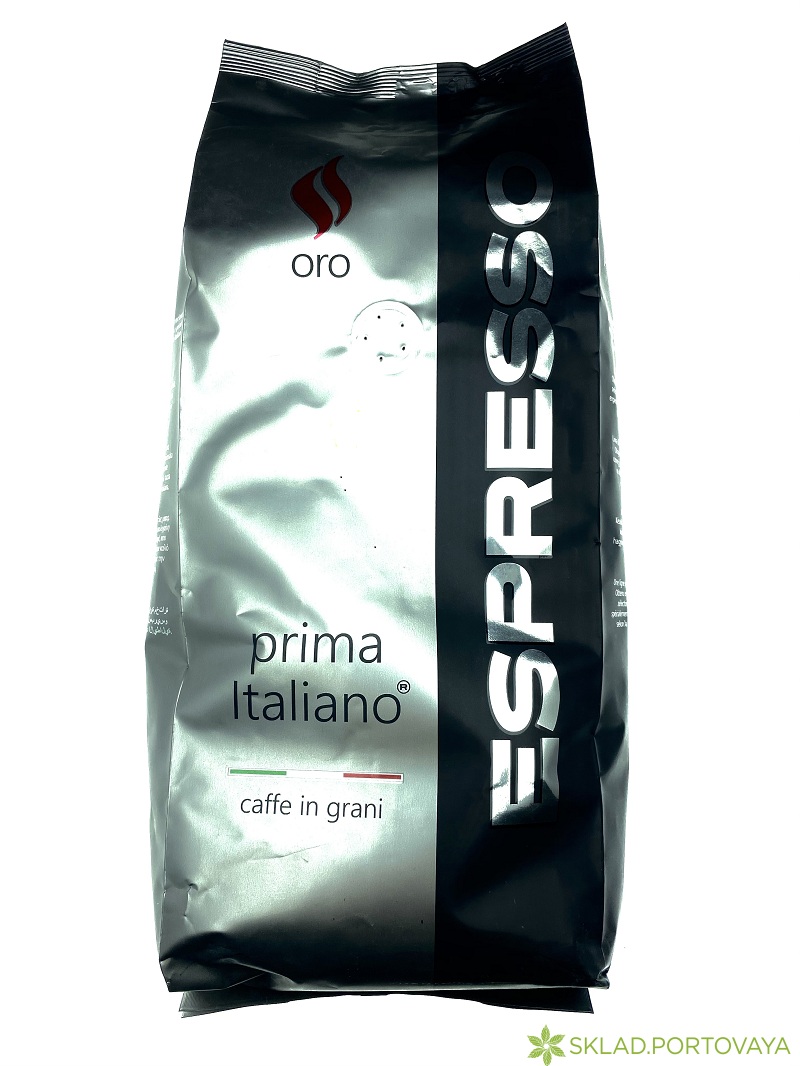 oro
ESPRESSO
prima
Italiano®
caffe in grani
SKLAD.PORTOVAYA